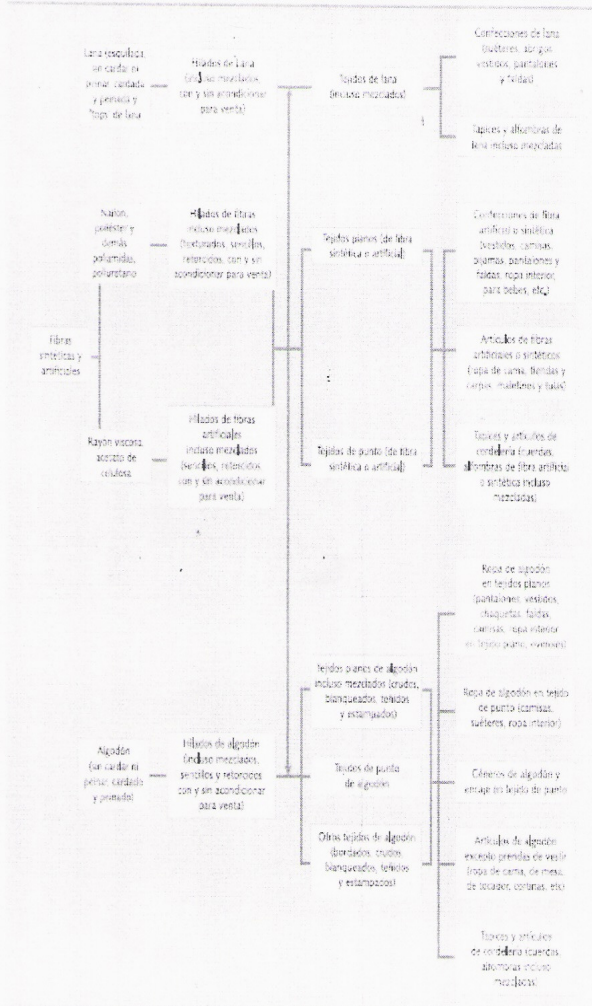 Lana (esquilada,
sin cardar ni
peinar, cardada
y peinada y
"tops" de lana
Hilados de Lana
(incluso mezclados,
con y sin acondicionar
para venta)
Tejidos de lana
(incluso mezclados)
Confecciones de lana
(suéteres, abrigos
vestidos, pantalones
y faldas)
Tapices y alfombras de
lana incluso mezcladas
Fibras
sintéticas y
artificiales
Nailon,
poliéster y
demás
poliamidas,
poliuretano
Hilados de fibras
incluso mezclados
(texturados, sencillos,
retorcidos, con y sin
acondicionar para venta)
Rayón viscosa,
acetato de
celulosa
Hilados de fibras
artificiales
incluso mezclados
(sencillos, retorcidos
con y sin acondicionar
para venta)
Tejidos planos (de fibra
sintética o artificial)
Tejidos de punto (de fibra
sintética o artificial)
Confecciones de fibra
artificial o sintética
(vestidos, camisas,
pijamas, pantalones y
faldas, ropa interior,
para bebés, etc.)
Artículos de fibras
artificiales o sintéticos
(ropa de cama, tiendas y
carpas, maletines y tulas)
Tapices y artículos de
cordelería (cuerdas,
alfombras de fibra artificial
o sintética incluso
mezcladas)
Algodón
(sin cardar ni
peinar, cardado
y peinado)
Hilados de algodón
(incluso mezclados,
sencillos y retorcidos
con y sin acondicionar
para venta)
Tejidos planos de algodón
incluso mezclados (crudos,
blanqueados, teñidos
y estampados)
Tejidos de punto
de algodón
Otros tejidos de algodón
(bordados, crudos
blanqueados, teñidos
y estampados)
Ropa de algodón
en tejidos planos
(pantalones, vestidos,
chaquetas, faldas,
camisas, ropa interior
en tejido plano, overoles)
Ropa de algodón en tejido
de punto (camisas,
suéteres, ropa interior)
Géneros de algodón y
encaje en tejido de punto
Artículos de algodón
excepto prendas de vestir
(ropa de cama, de mesa,
de tocador, cortinas, etc)
Tapices y artículos
de cordelería (cuerdas,
alfombras incluso
mezcladas)